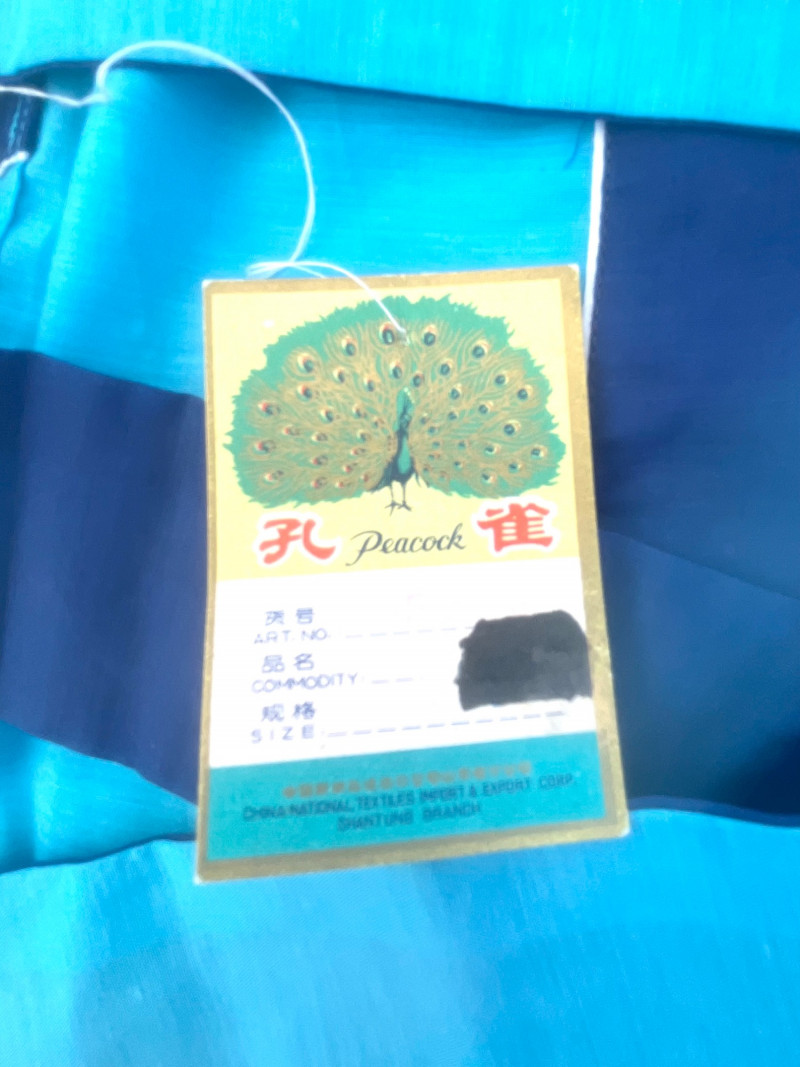 孔 Peacock 雀
货号
ART. NO:
品名
COMMODITY:
规格
SIZE:
CHINA NATIONAL TEXTILES IMPORT & EXPORT CORP.
SHANTUNG BRANCH